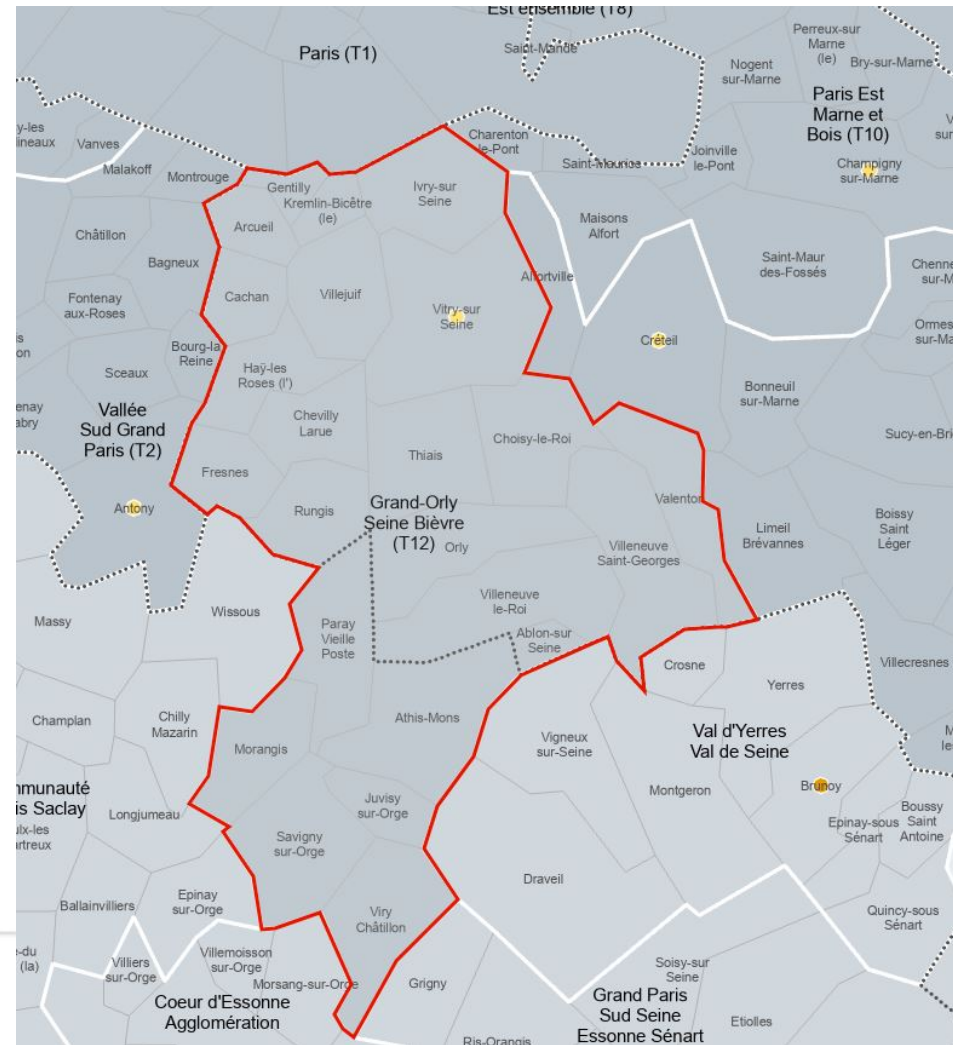 Est ensemble (T8)
Paris (T1)
Saint-Mandé
Perreux-sur
Marne
(le)
Bry-sur-Marne
Nogent
sur-Marne
Paris Est
Marne et
Bois (T10)
Vanves
Malakoff
Montrouge
Charenton
le-Pont
Saint-Maurice
Joinville
le-Pont
Champigny
sur-Marne
Gentilly
Kremlin-Bicêtre
(le)
Ivry-sur
Seine
Arcueil
Maisons
Alfort
Châtillon
Bagneux
Saint-Maur
des-Fossés
Alfortville
Fontenay
aux-Roses
Cachan
Villejuif
Vitry-sur
Seine
Créteil
Bourg-la
Reine
Sceaux
Haÿ-les
Roses (l')
Bonneuil
sur-Marne
Vallée
Sud Grand
Paris (T2)
Chevilly
Larue
Choisy-le-Roi
Thiais
Fresnes
Antony
Rungis
Grand-Orly
Seine Bièvre
(T12)
Orly
Valenton
Limeil
Brévannes
Boissy
Saint
Léger
Villeneuve
Saint-Georges
Massy
Wissous
Villeneuve
le-Roi
Paray
Vieille
Poste
Ablon-sur
Seine
Crosne
Yerres
Villecresnes
Champlan
Chilly
Mazarin
Athis-Mons
Morangis
Vigneux
sur-Seine
Val d'Yerres
Val de Seine
Montgeron
Brunoy
Longjumeau
Juvisy
sur-Orge
Savigny
sur-Orge
Epinay-sous
Sénart
Boussy
Saint
Antoine
Draveil
Ballainvilliers
Epinay
sur-Orge
Viry
Châtillon
Quincy-sous
Sénart
Villiers
sur-Orge
Villemoisson
sur-Orge
Morsang-sur-Orge
Grigny
Soisy-sur
Seine
Coeur d'Essonne
Agglomération
Grand Paris
Sud Seine
Essonne Sénart
Etiolles
Ris-Orangis